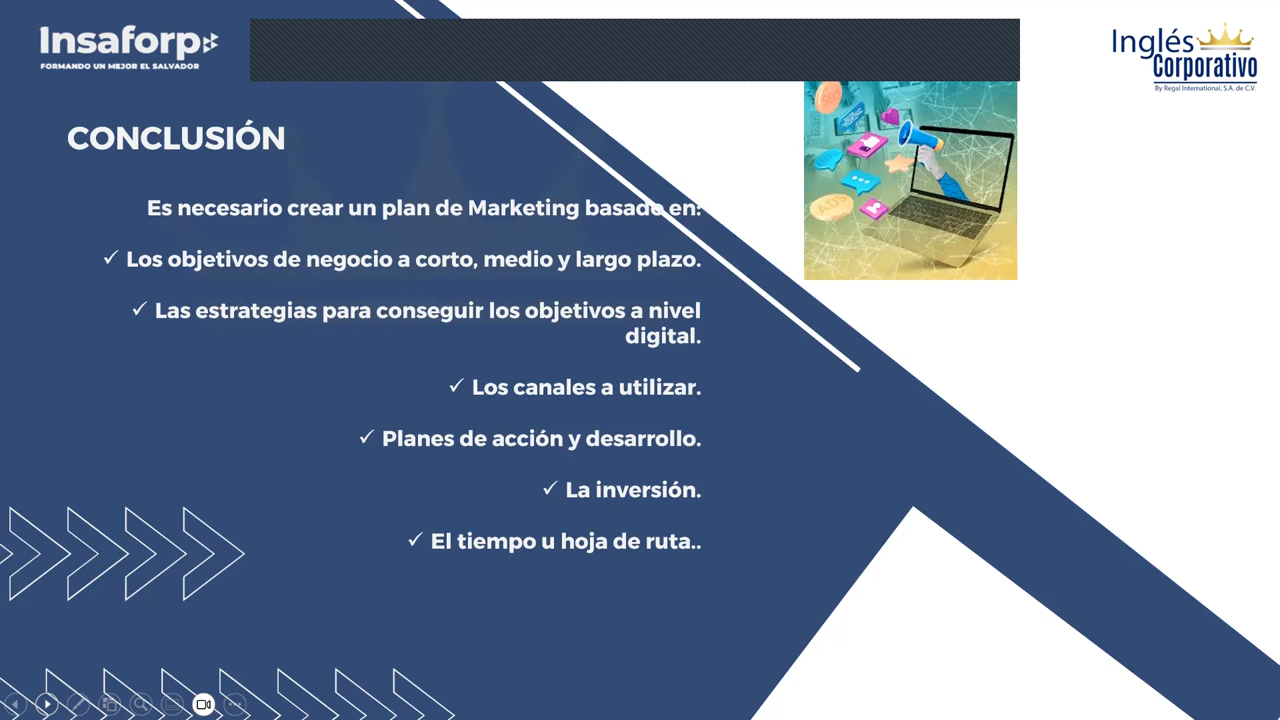 Insaforp
FORMANDO UN MEJOR EL SALVADOR
Inglés
Corporativo
By Regal International, S.A. de C.V.
CONCLUSIÓN
Es necesario crear un plan de Marketing basado en:
✓ Los objetivos de negocio a corto, medio y largo plazo.
✓ Las estrategias para conseguir los objetivos a nivel
digital.
✓ Los canales a utilizar.
✓ Planes de acción y desarrollo.
✓ La inversión.
✓ El tiempo u hoja de ruta..
ADS